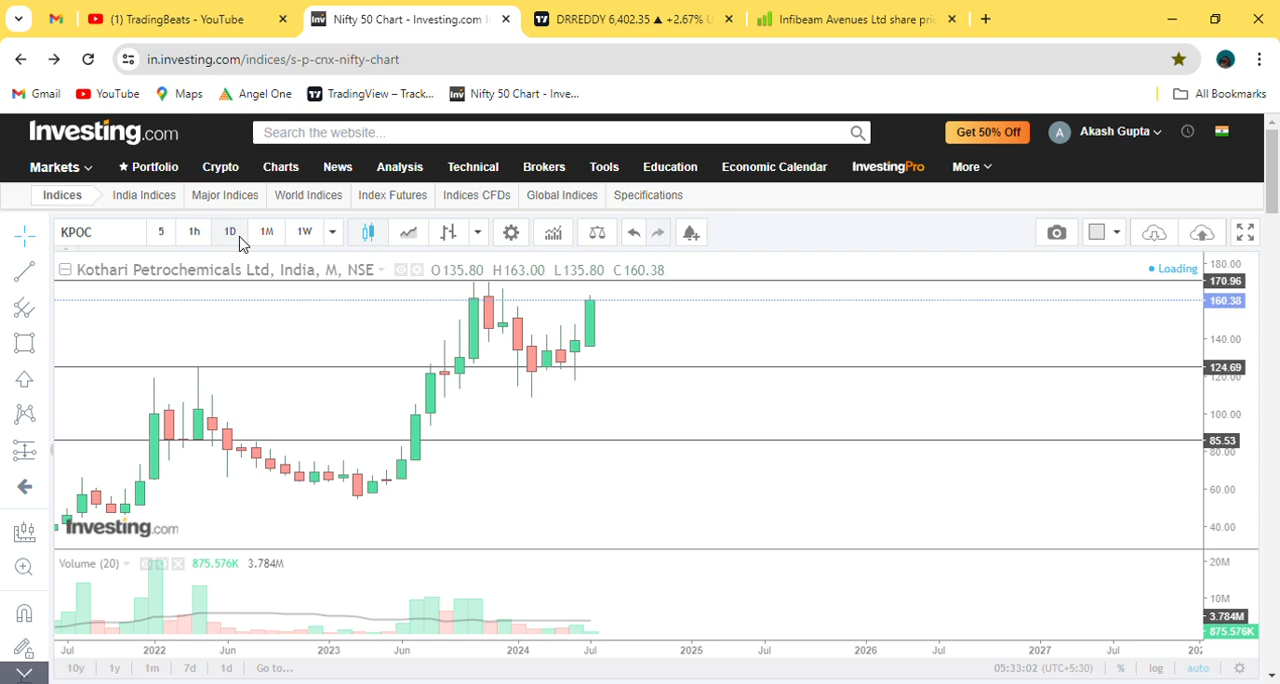 (1) TradingBeats - YouTube
Nifty 50 Chart - Investing.com I
DRREDDY 6,402.35 ▲ +2.67% U
Infibeam Avenues Ltd share pri
in.investing.com/indices/s-p-cnx-nifty-chart
Gmail
YouTube
Maps
Angel One
TradingView – Track...
Nifty 50 Chart - Inve...
All Bookmarks
Investing.com
Search the website...
Get 50% Off
A
Akash Gupta
Markets
Portfolio
Crypto
Charts
News
Analysis
Technical
Brokers
Tools
Education
Economic Calendar
InvestingPro
More
Indices
India Indices
Major Indices
World Indices
Index Futures
Indices CFDs
Global Indices
Specifications
KPOC
5
1h
1D
1M
1W
Kothari Petrochemicals Ltd, India, M, NSE
O135.80 H163.00 L135.80 C160.38
Loading
180.00
170.96
160.38
140.00
124.69
120.00
100.00
85.53
80.00
60.00
40.00
Investing.com
Volume (20)
875.576K
3.784M
20M
10M
3.784M
875.576K
Jul
2022
Jun
2023
Jun
2024
Jul
2025
Jul
2026
Jul
2027
Jul
10y
1y
1m
7d
1d
Go to...
05:33:02 (UTC+5:30)
%
log
auto